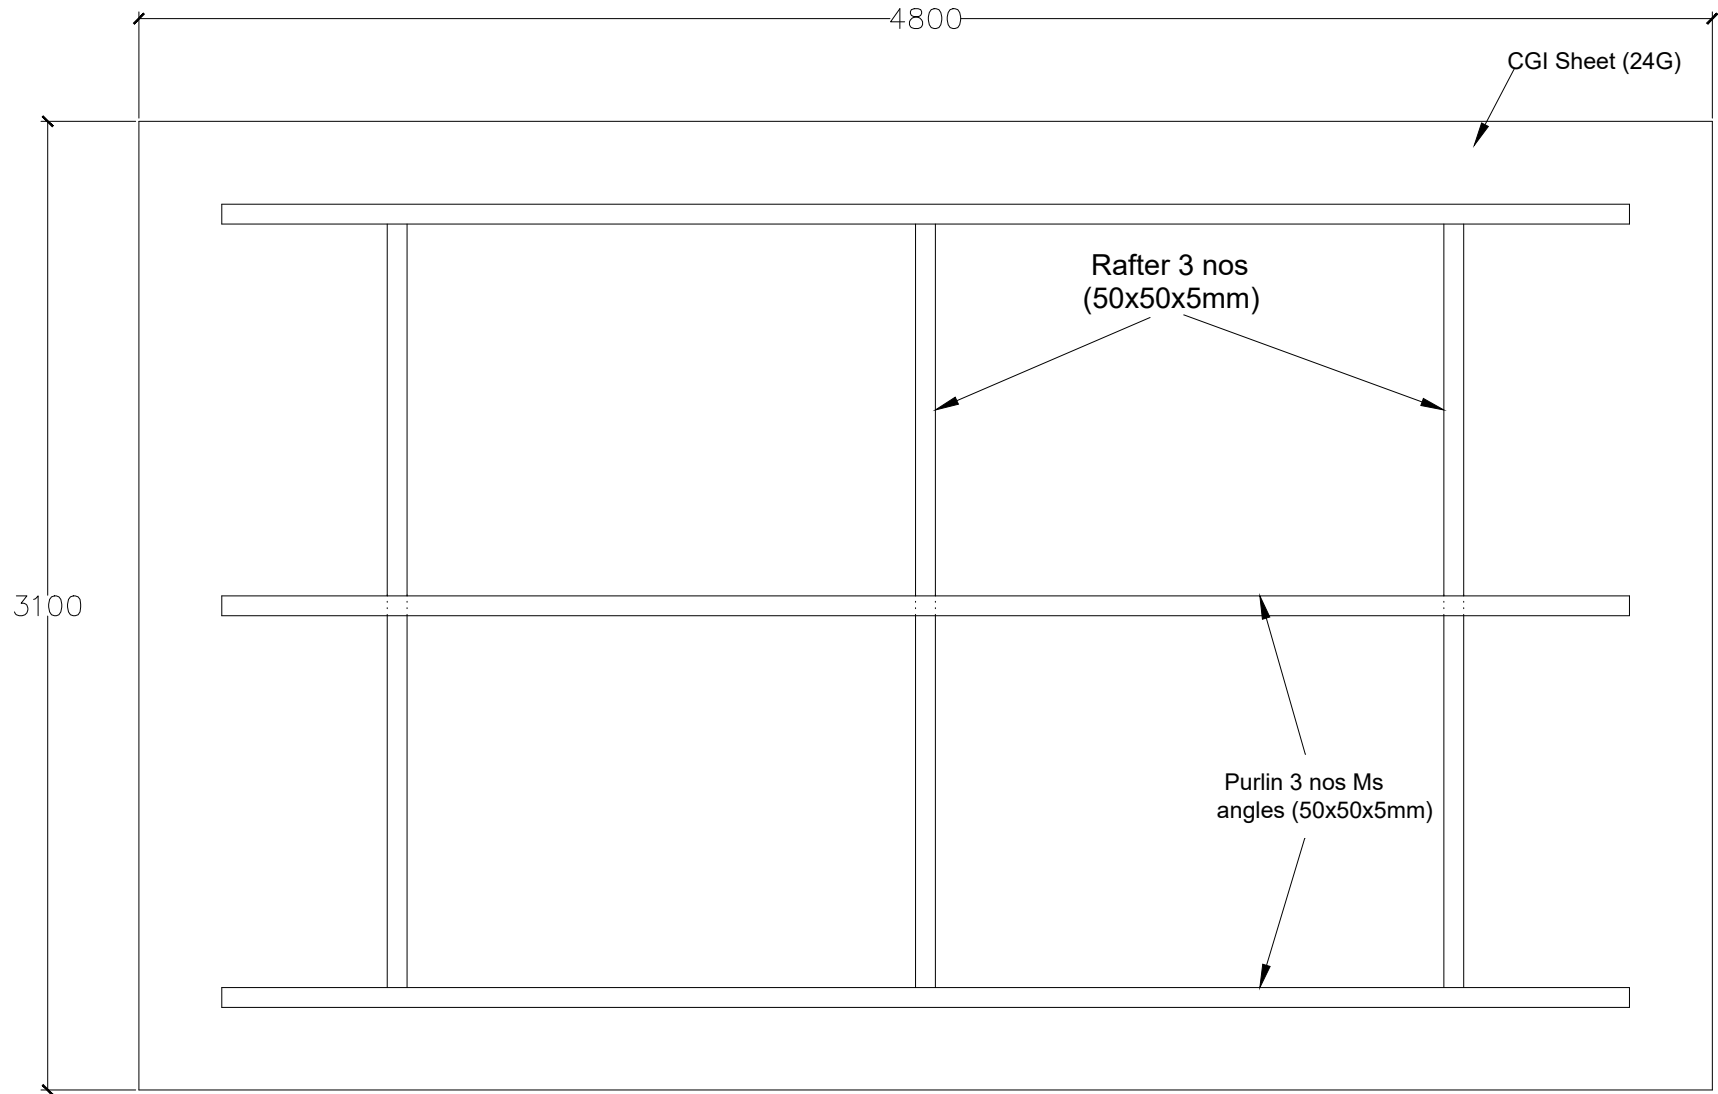 4800
CGI Sheet (24G)
Rafter 3 nos
(50x50x5mm)
3100
Purlin 3 nos Ms
angles (50x50x5mm)